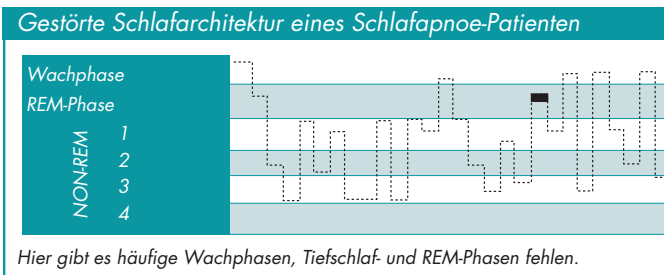 Gestörte Schlafarchitektur eines Schlafapnoe-Patienten
Wachphase
REM-Phase
NON-REM
1
2
3
4
Hier gibt es häufige Wachphasen, Tiefschlaf- und REM-Phasen fehlen.